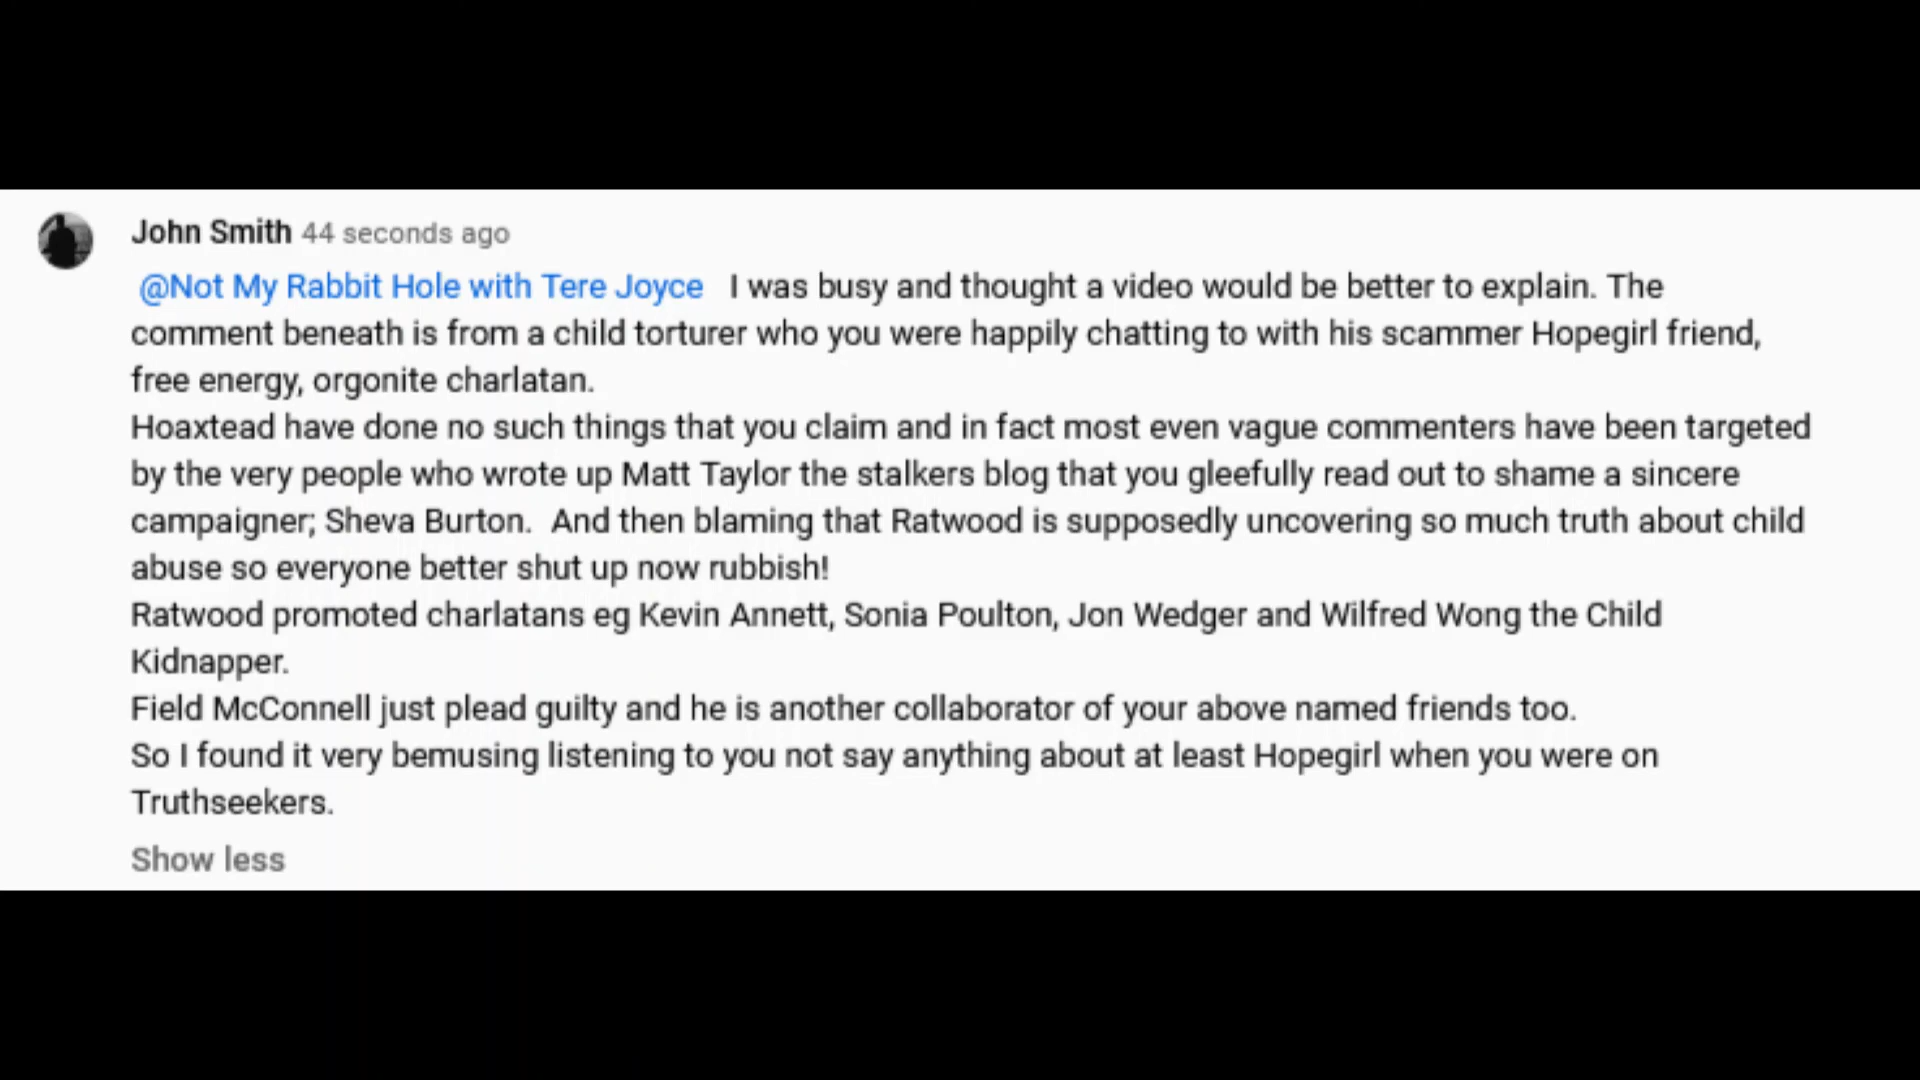 John Smith 44 seconds ago
@Not My Rabbit Hole with Tere Joyce I was busy and thought a video would be better to explain. The
comment beneath is from a child torturer who you were happily chatting to with his scammer Hopegirl friend,
free energy, orgonite charlatan.
Hoaxtead have done no such things that you claim and in fact most even vague commenters have been targeted
by the very people who wrote up Matt Taylor the stalkers blog that you gleefully read out to shame a sincere
campaigner; Sheva Burton. And then blaming that Ratwood is supposedly uncovering so much truth about child
abuse so everyone better shut up now rubbish!
Ratwood promoted charlatans eg Kevin Annett, Sonia Poulton, Jon Wedger and Wilfred Wong the Child
Kidnapper.
Field McConnell just plead guilty and he is another collaborator of your above named friends too.
So I found it very bemusing listening to you not say anything about at least Hopegirl when you were on
Truthseekers.
Show less